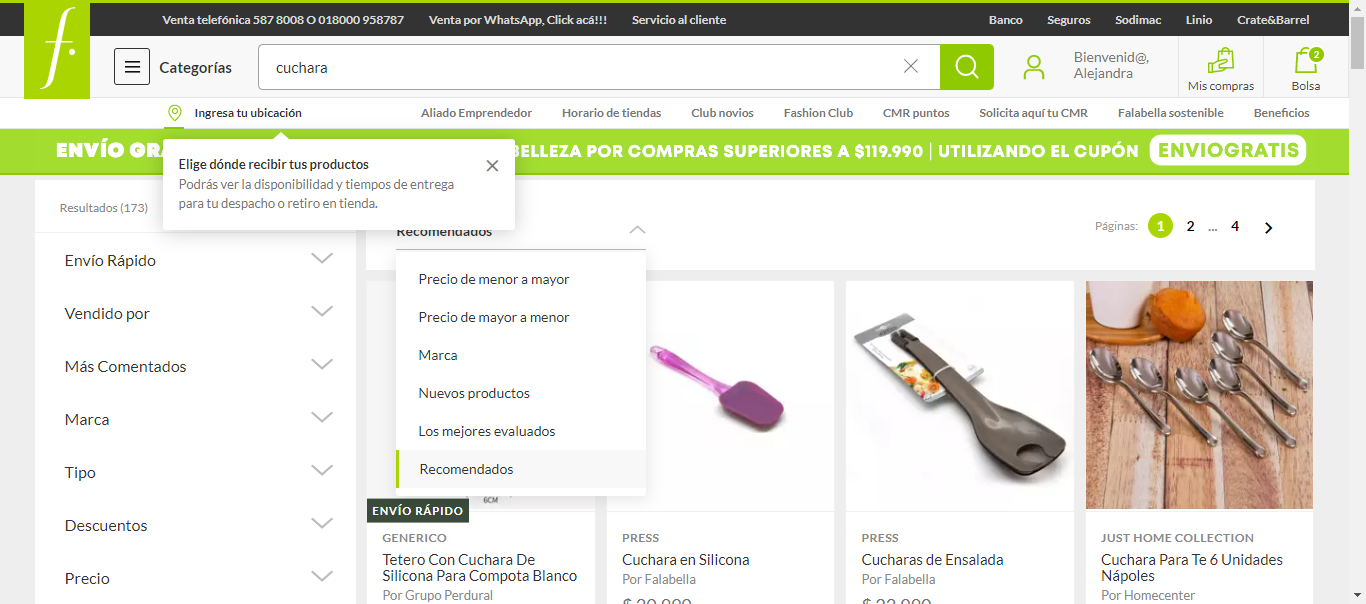 Venta telefónica 587 8008 O 018000 958787
Venta por WhatsApp, Click acá!!!
Servicio al cliente
Banco
Seguros
Sodimac
Linio
Crate&Barrel
f.
Categorías
cuchara
Bienvenid@,
Alejandra
Mis compras
2
Bolsa
Ingresa tu ubicación
Aliado Emprendedor
Horario de tiendas
Club novios
Fashion Club
CMR puntos
Solicita aquí tu CMR
Falabella sostenible
Beneficios
ENVÍO
BELLEZA POR COMPRAS SUPERIORES A $119.990 | UTILIZANDO EL CUPÓN
ENVIOGRATIS
Elige dónde recibir tus productos
Podrás ver la disponibilidad y tiempos de entrega
para tu despacho o retiro en tienda.
Resultados (173)
Recomendados
Páginas:
1
2
...
4
Envío Rápido
Vendido por
Más Comentados
Marca
Tipo
Descuentos
Precio
Precio de menor a mayor
Precio de mayor a menor
Marca
Nuevos productos
Los mejores evaluados
Recomendados
6CM
ENVÍO RÁPIDO
GENERICO
Tetero Con Cuchara De
Silicona Para Compota Blanco
Por Grupo Perdural
PRESS
Cuchara en Silicona
Por Falabella
PRESS
Cucharas de Ensalada
Por Falabella
JUST HOME COLLECTION
Cuchara Para Te 6 Unidades
Nápoles
Por Homecenter